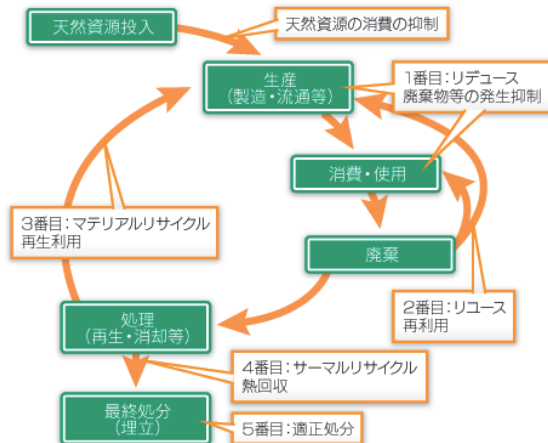 天然資源投入
天然資源の消費の抑制
生産
(製造・流通等)
1番目:リデュース
廃棄物等の発生抑制
消費・使用
3番目:マテリアルリサイクル
再生利用
廃棄
2番目:リユース
再利用
処理
(再生・消却等)
4番目:サーマルリサイクル
熱回収
最終処分
(埋立)
5番目:適正処分